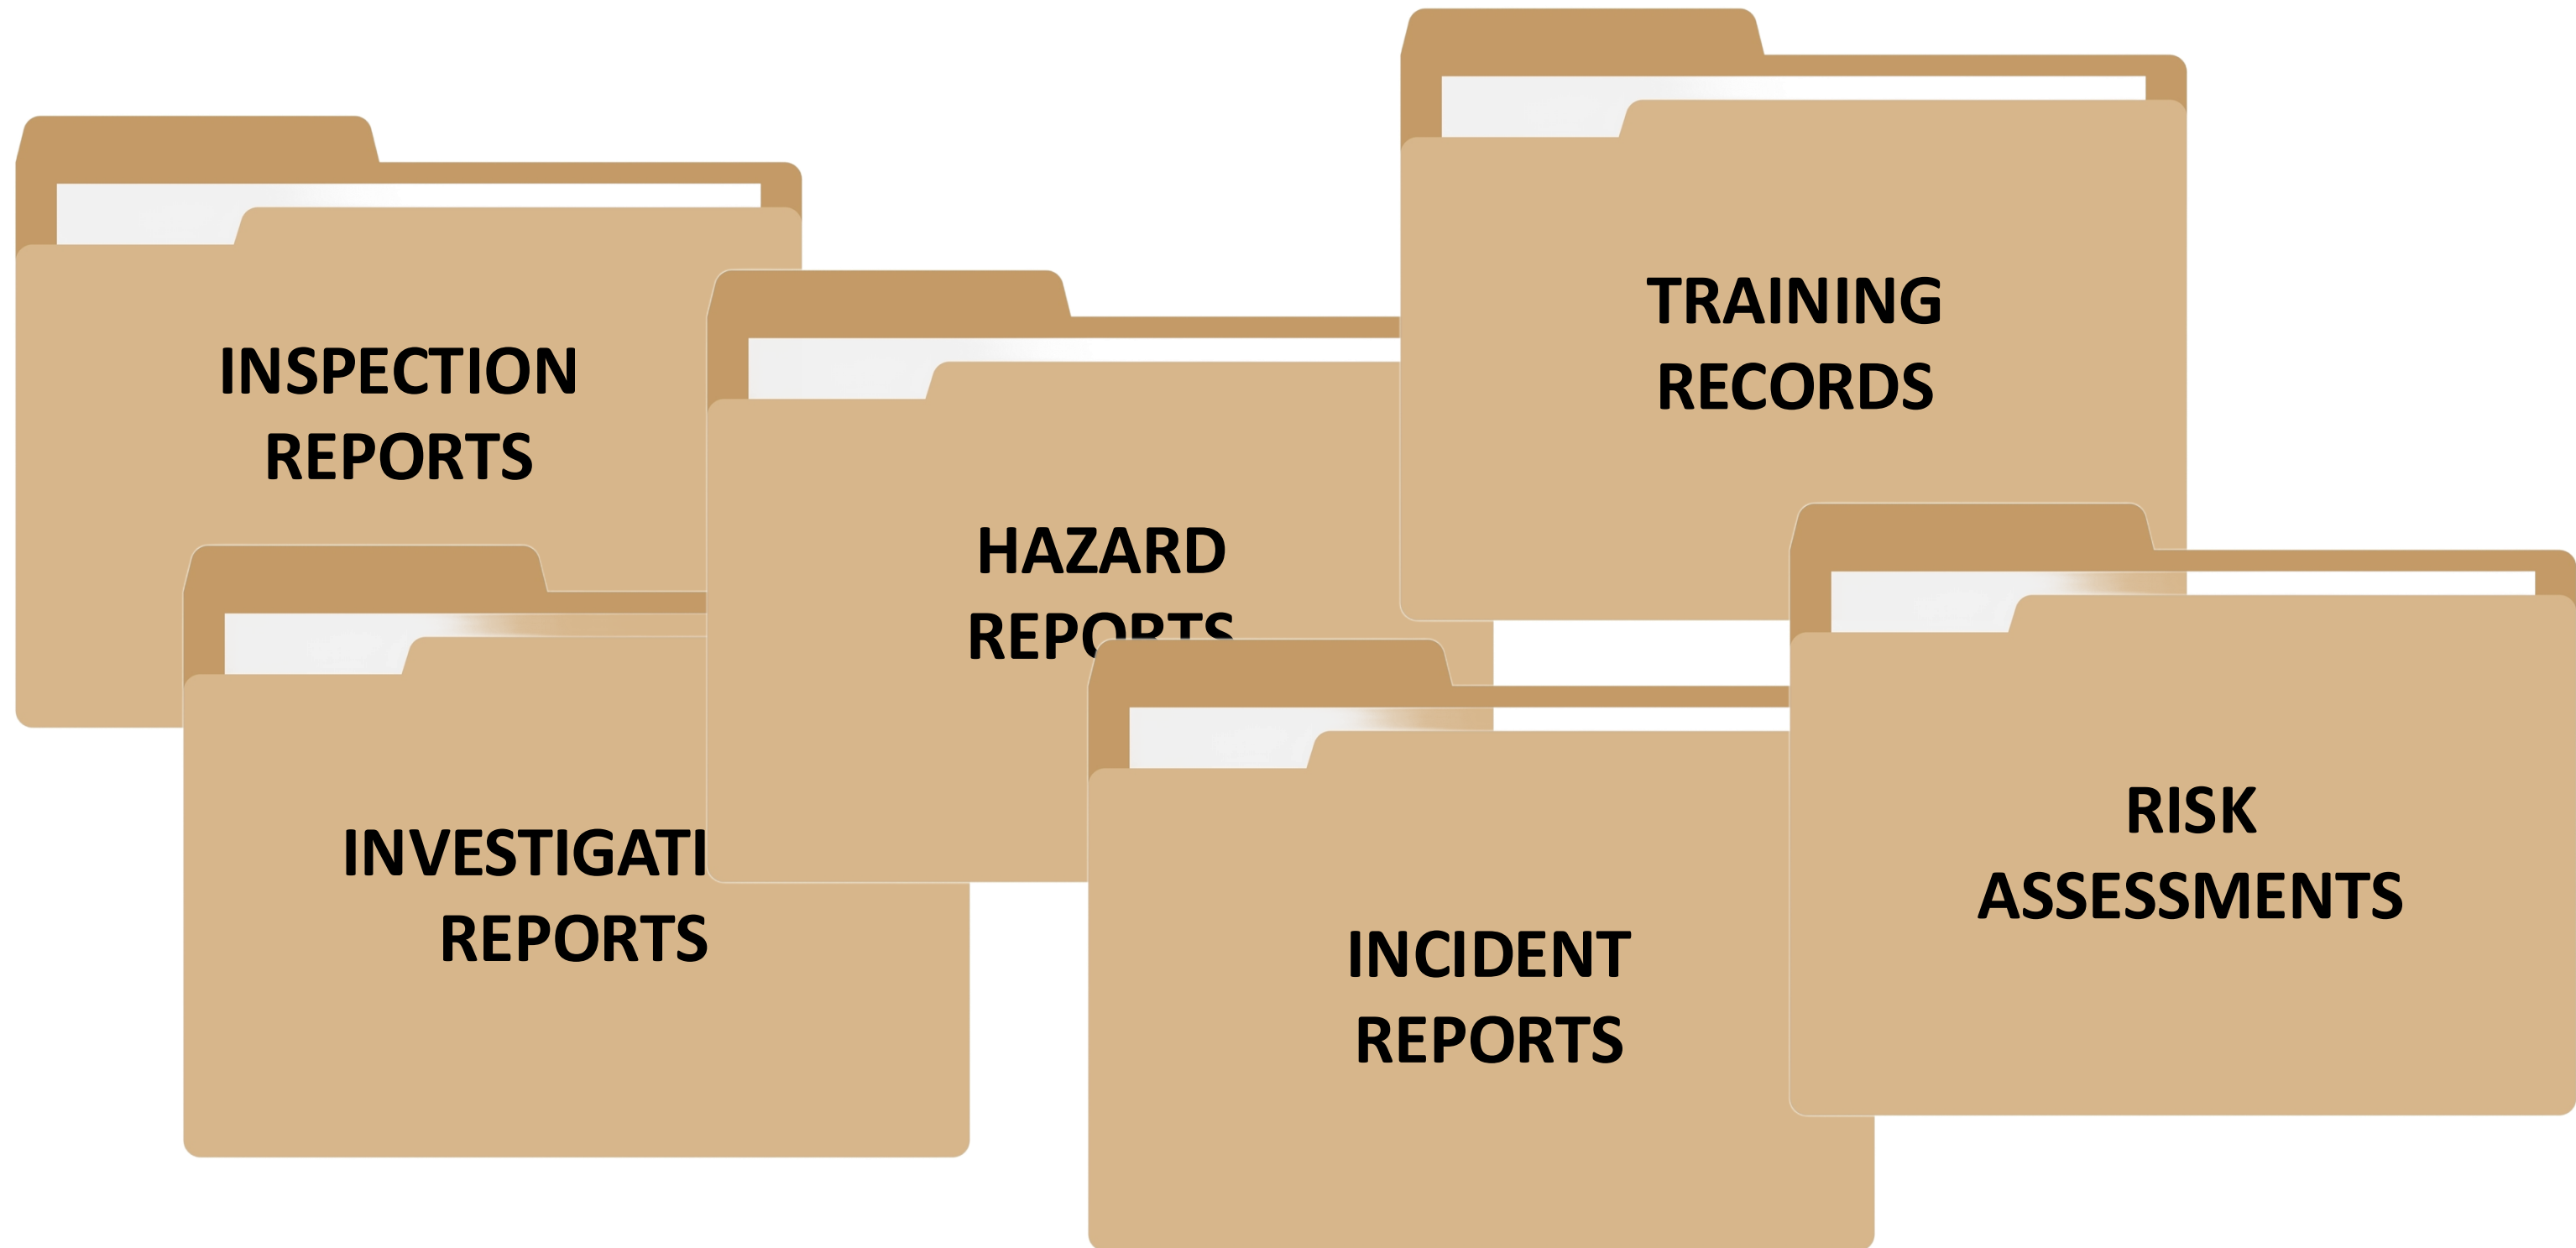 INSPECTION
REPORTS
INVESTIGATI
REPORTS
HAZARD
REPORTS
TRAINING
RECORDS
INCIDENT
REPORTS
RISK
ASSESSMENTS